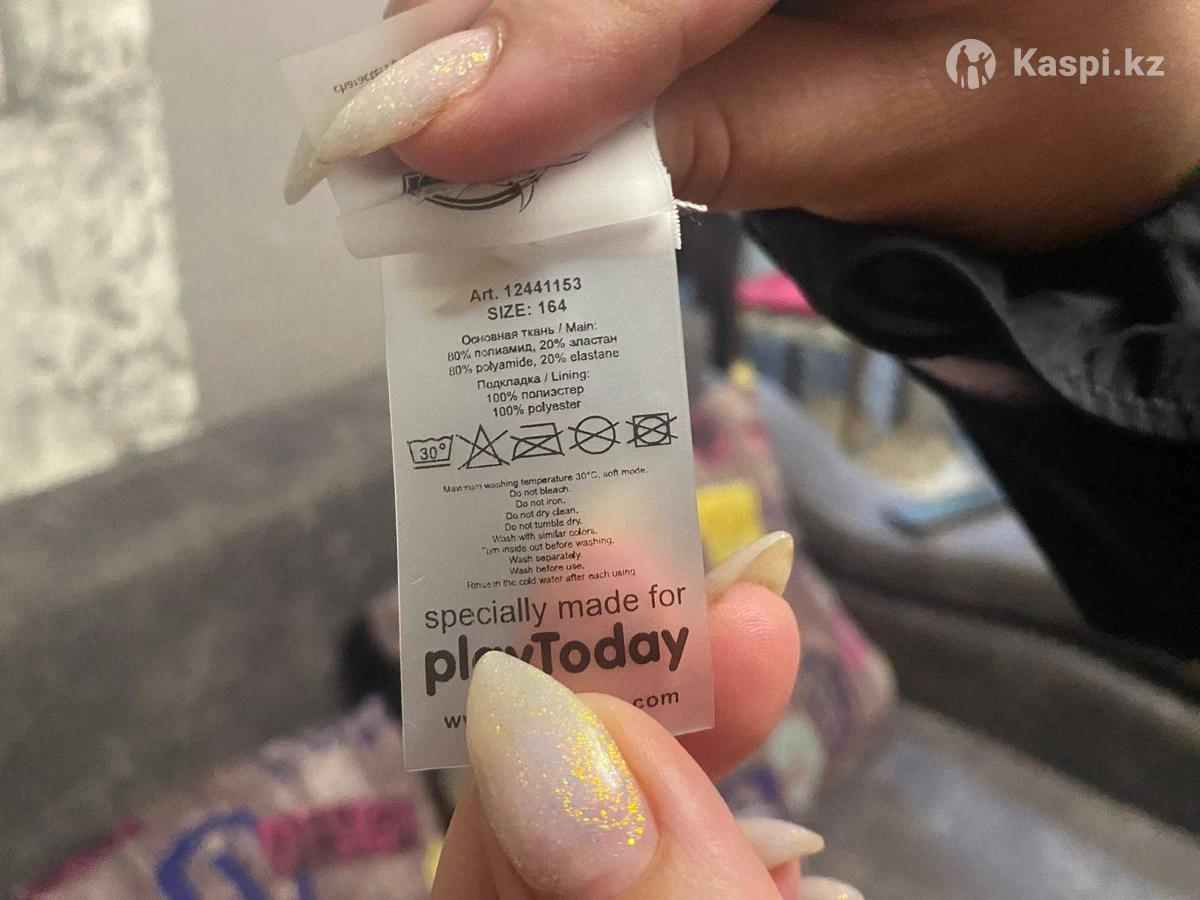 Kaspi.kz
Art. 12441153
SIZE: 164
Основная ткань / Main:
80% полиамид, 20% эластан
80% polyamide, 20% elastane
Подкладка / Lining:
100% полиэстер
100% polyester
30°
Maximum washing temperature 30°C, soft mode.
Do not bleach.
Do not iron.
Do not dry clean.
Do not tumble dry.
Wash with similar colors.
Turn inside out before washing.
Wash separately.
Wash before use.
Rinse in the cold water after each using
specially made for
playToday
.com